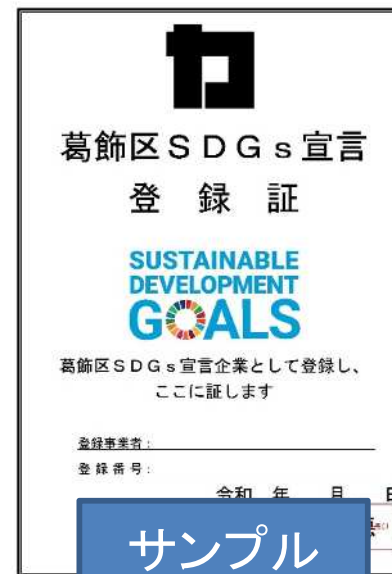 葛飾区SDGs宣言
登録証
SUSTAINABLE
DEVELOPMENT
GOALS
葛飾区SDGs宣言企業として登録し、
ここに証します
登録事業者:
登録番号:
令和 年 月 日
サンプル